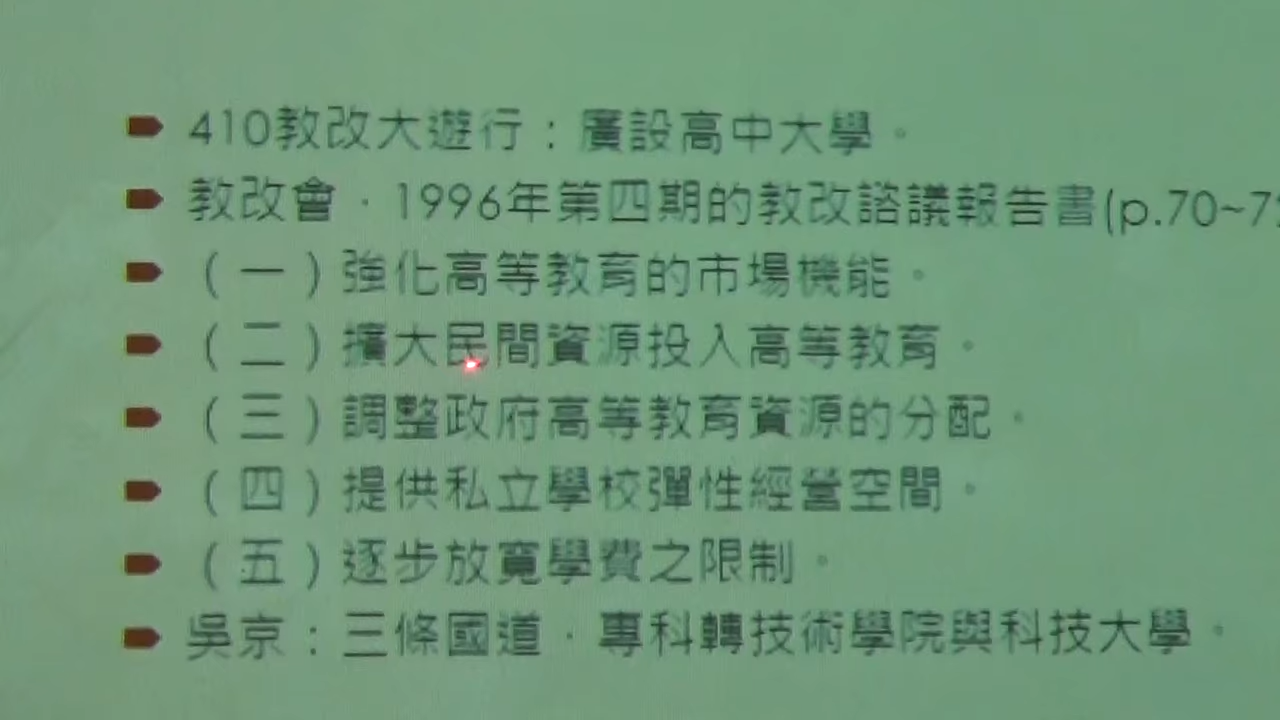 410教改大遊行：廣設高中大學。
教改會，1996年第四期的教改諮議報告書(p.70~7
（一）強化高等教育的市場機能。
（二）擴大民間資源投入高等教育。
（三）調整政府高等教育資源的分配。
（四）提供私立學校彈性經營空間。
（五）逐步放寬學費之限制。
吳京：三條國道，專科轉技術學院與科技大學。